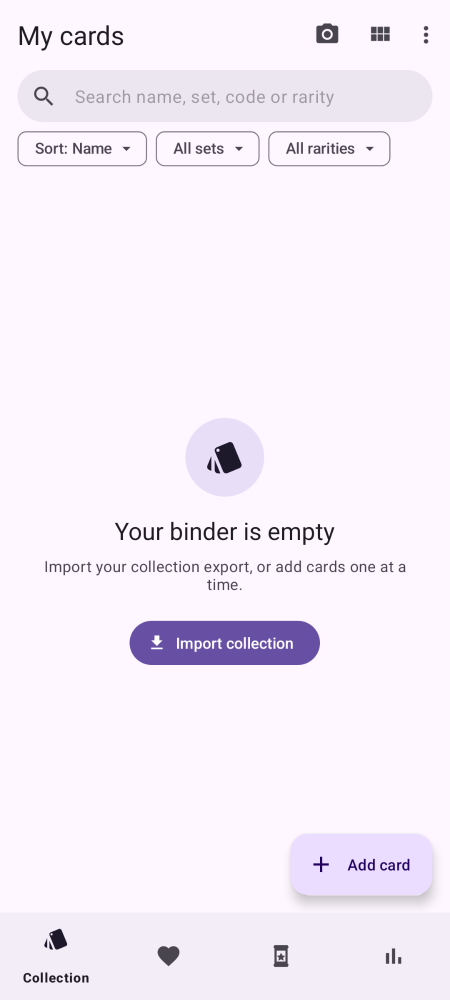 My cards
Search name, set, code or rarity
Sort: Name
All sets
All rarities
Your binder is empty
Import your collection export, or add cards one at a
time.
Import collection
Add card
Collection